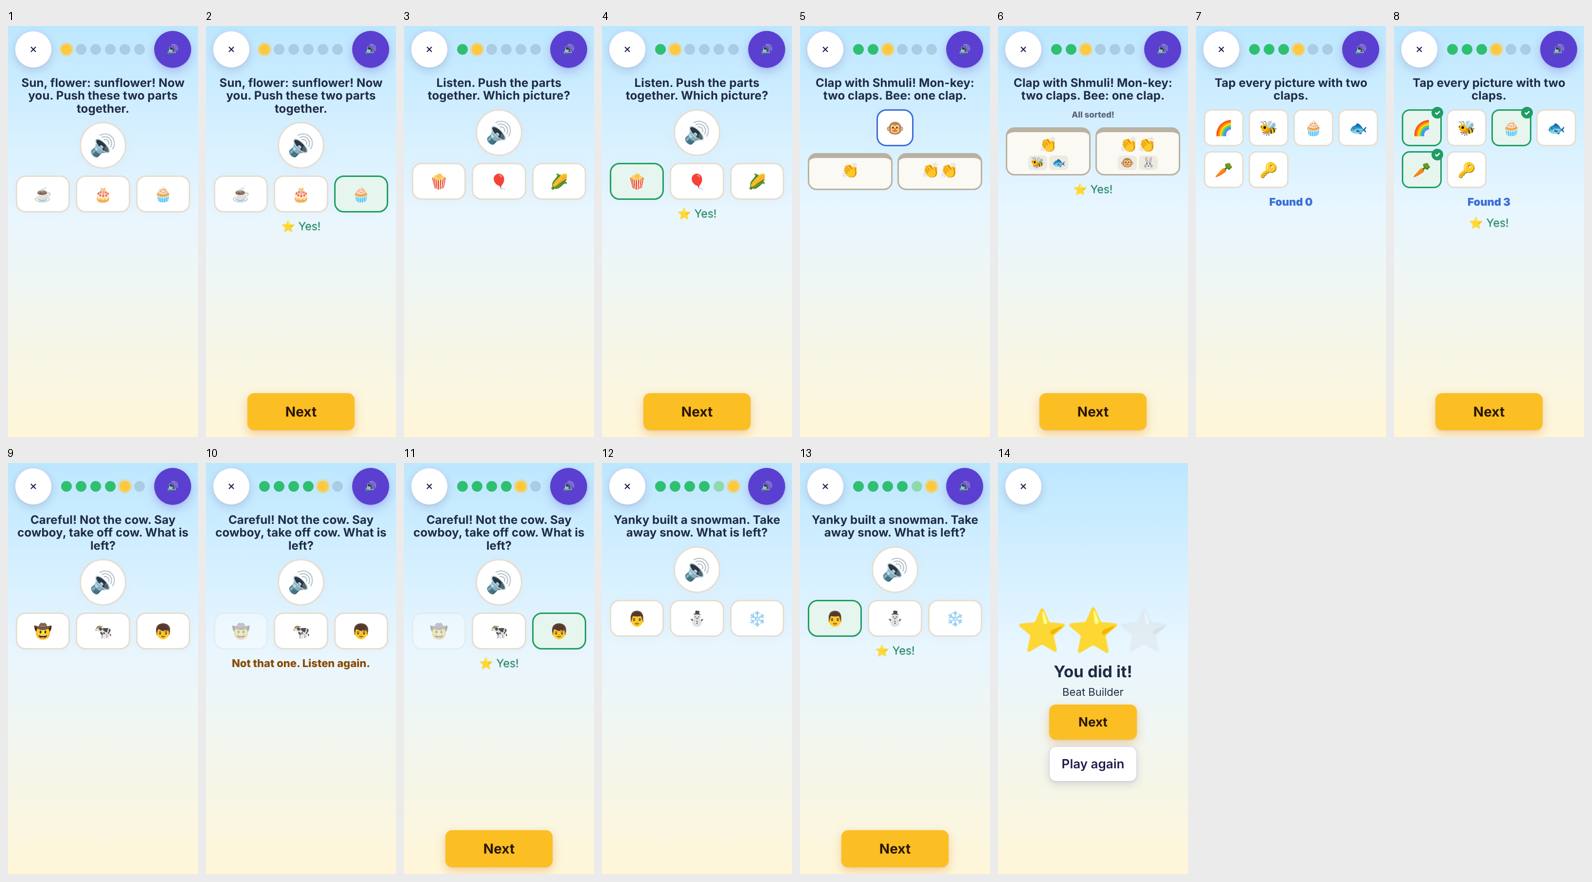 1
2
3
4
5
6
7
8
Sun, flower: sunflower! Now
you. Push these two parts
together.
Sun, flower: sunflower! Now
you. Push these two parts
together.
Yes!
Next
Listen. Push the parts
together. Which picture?
Listen. Push the parts
together. Which picture?
Yes!
Next
Clap with Shmuli! Mon-key:
two claps. Bee: one clap.
Clap with Shmuli! Mon-key:
two claps. Bee: one clap.
All sorted!
Yes!
Next
Tap every picture with two
claps.
Found 0
Tap every picture with two
claps.
Found 3
Yes!
Next
9
10
11
12
13
14
Careful! Not the cow. Say
cowboy, take off cow. What is
left?
Careful! Not the cow. Say
cowboy, take off cow. What is
left?
Not that one. Listen again.
Careful! Not the cow. Say
cowboy, take off cow. What is
left?
Yes!
Next
Yanky built a snowman. Take
away snow. What is left?
Yanky built a snowman. Take
away snow. What is left?
Yes!
Next
You did it!
Beat Builder
Next
Play again